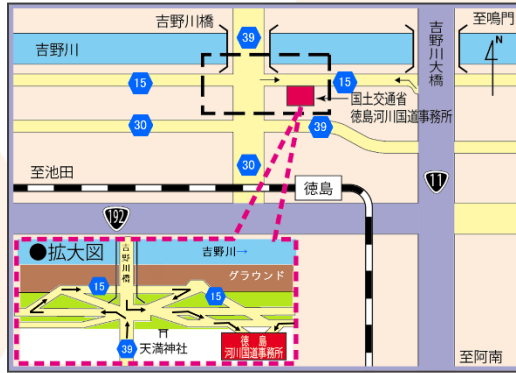 吉野川橋
至鳴門
39
吉野川
吉野川大橋
N
15
15
国土交通省
徳島河川国道事務所
30
39
30
至池田
徳島
11
192
●拡大図
吉野川橋
吉野川→
グラウンド
15
15
39
天満神社
徳島
河川国道事務所
至阿南